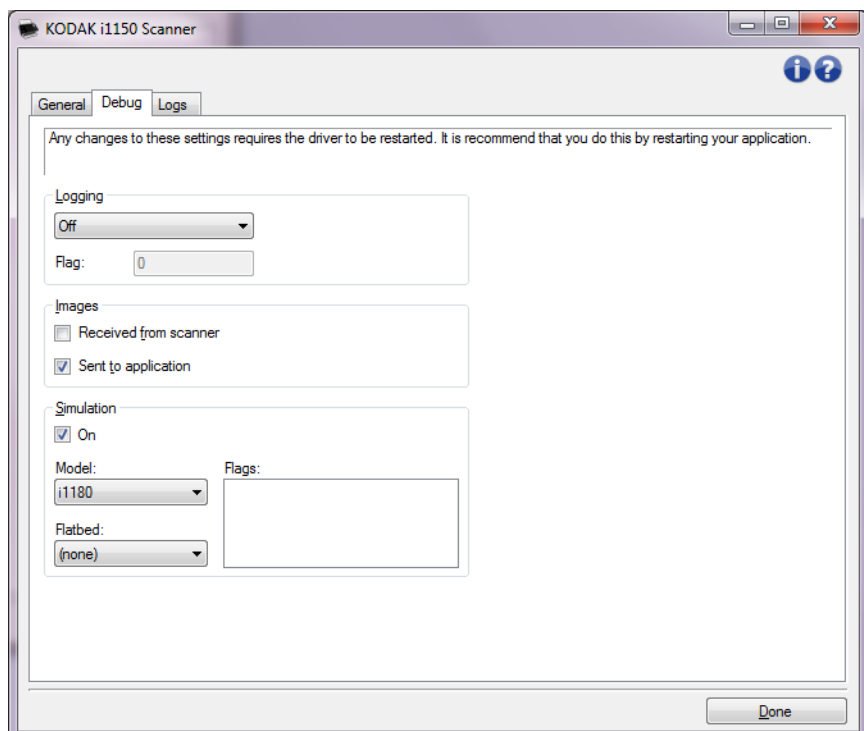 KODAK i1150 Scanner
General Debug Logs
Any changes to these settings requires the driver to be restarted. It is recommend that you do this by restarting your application.
Logging
Off
Flag: 0
Images
Received from scanner
Sent to application
Simulation
On
Model: Flags:
i1180
Flatbed:
(none)
Done